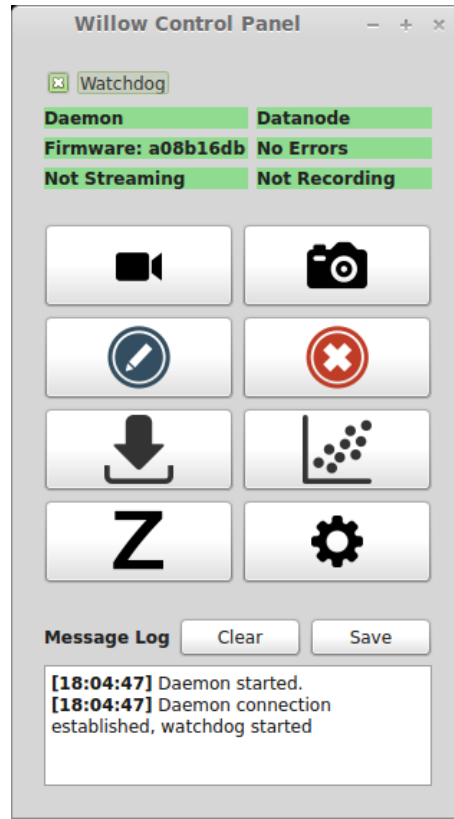 Willow Control Panel
Watchdog
Daemon Datanode
Firmware: a08b16db No Errors
Not Streaming Not Recording
Z
Message Log Clear Save
[18:04:47] Daemon started.
[18:04:47] Daemon connection
established, watchdog started